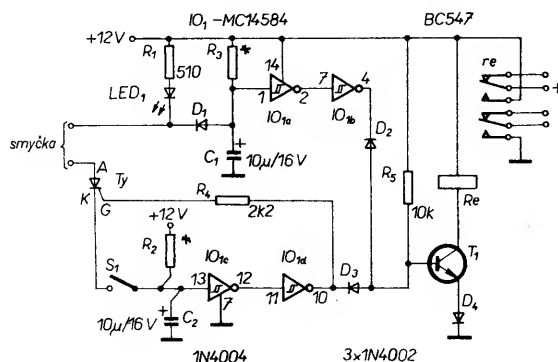 IO1 - MC14584 BC547
+12V R1 510 R3 * 14 1 2 7 4 re + +
LED1 D1 IO1a IO1b D2
smyčka C1 10µ/16V R5 10k Re
A K Ty G R4 2k2
+12V R2 * IO1c IO1d T1
S1 13 12 7 11 10 D3 D4
10µ/16V C2
1N4004 3×1N4002